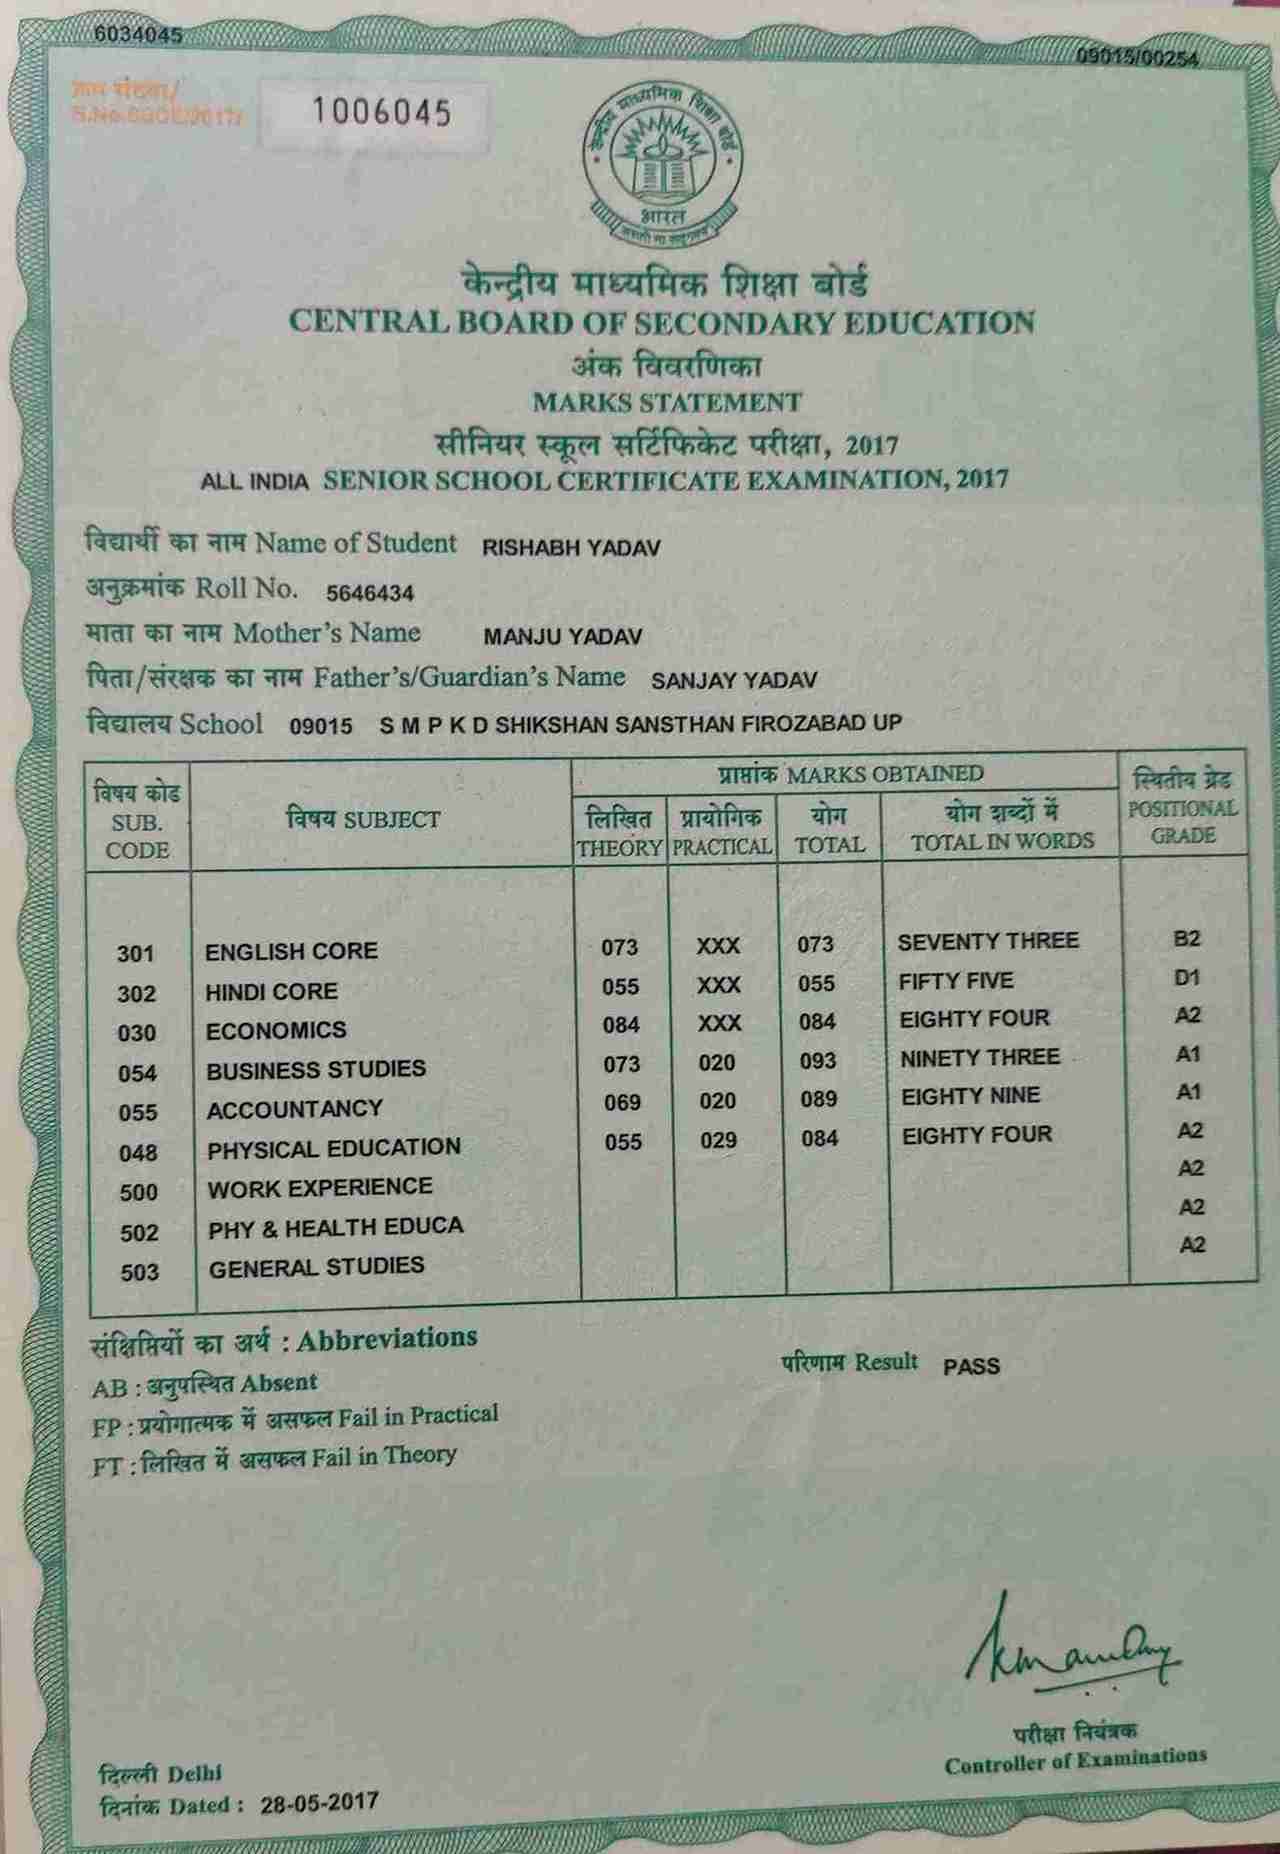 6034045
09015/00254
1006045
केन्द्रीय माध्यमिक शिक्षा बोर्ड
भारत
केन्द्रीय माध्यमिक शिक्षा बोर्ड
CENTRAL BOARD OF SECONDARY EDUCATION
अंक विवरणिका
MARKS STATEMENT
सीनियर स्कूल सर्टिफिकेट परीक्षा, 2017
ALL INDIA SENIOR SCHOOL CERTIFICATE EXAMINATION, 2017
विद्यार्थी का नाम Name of Student RISHABH YADAV
अनुक्रमांक Roll No. 5646434
माता का नाम Mother's Name MANJU YADAV
पिता/संरक्षक का नाम Father's/Guardian's Name SANJAY YADAV
विद्यालय School 09015 S M P K D SHIKSHAN SANSTHAN FIROZABAD UP
विषय कोड SUB. CODE विषय SUBJECT प्राप्तांक MARKS OBTAINED स्थितीय ग्रेड POSITIONAL GRADE
लिखित THEORY प्रायोगिक PRACTICAL योग TOTAL योग शब्दों में TOTAL IN WORDS
301 ENGLISH CORE 073 XXX 073 SEVENTY THREE B2
302 HINDI CORE 055 XXX 055 FIFTY FIVE D1
030 ECONOMICS 084 XXX 084 EIGHTY FOUR A2
054 BUSINESS STUDIES 073 020 093 NINETY THREE A1
055 ACCOUNTANCY 069 020 089 EIGHTY NINE A1
048 PHYSICAL EDUCATION 055 029 084 EIGHTY FOUR A2
500 WORK EXPERIENCE A2
502 PHY & HEALTH EDUCA A2
503 GENERAL STUDIES A2
संक्षिप्तियों का अर्थ : Abbreviations
AB : अनुपस्थित Absent
परिणाम Result PASS
FP : प्रयोगात्मक में असफल Fail in Practical
FT : लिखित में असफल Fail in Theory
परीक्षा नियंत्रक
Controller of Examinations
दिल्ली Delhi
दिनांक Dated : 28-05-2017